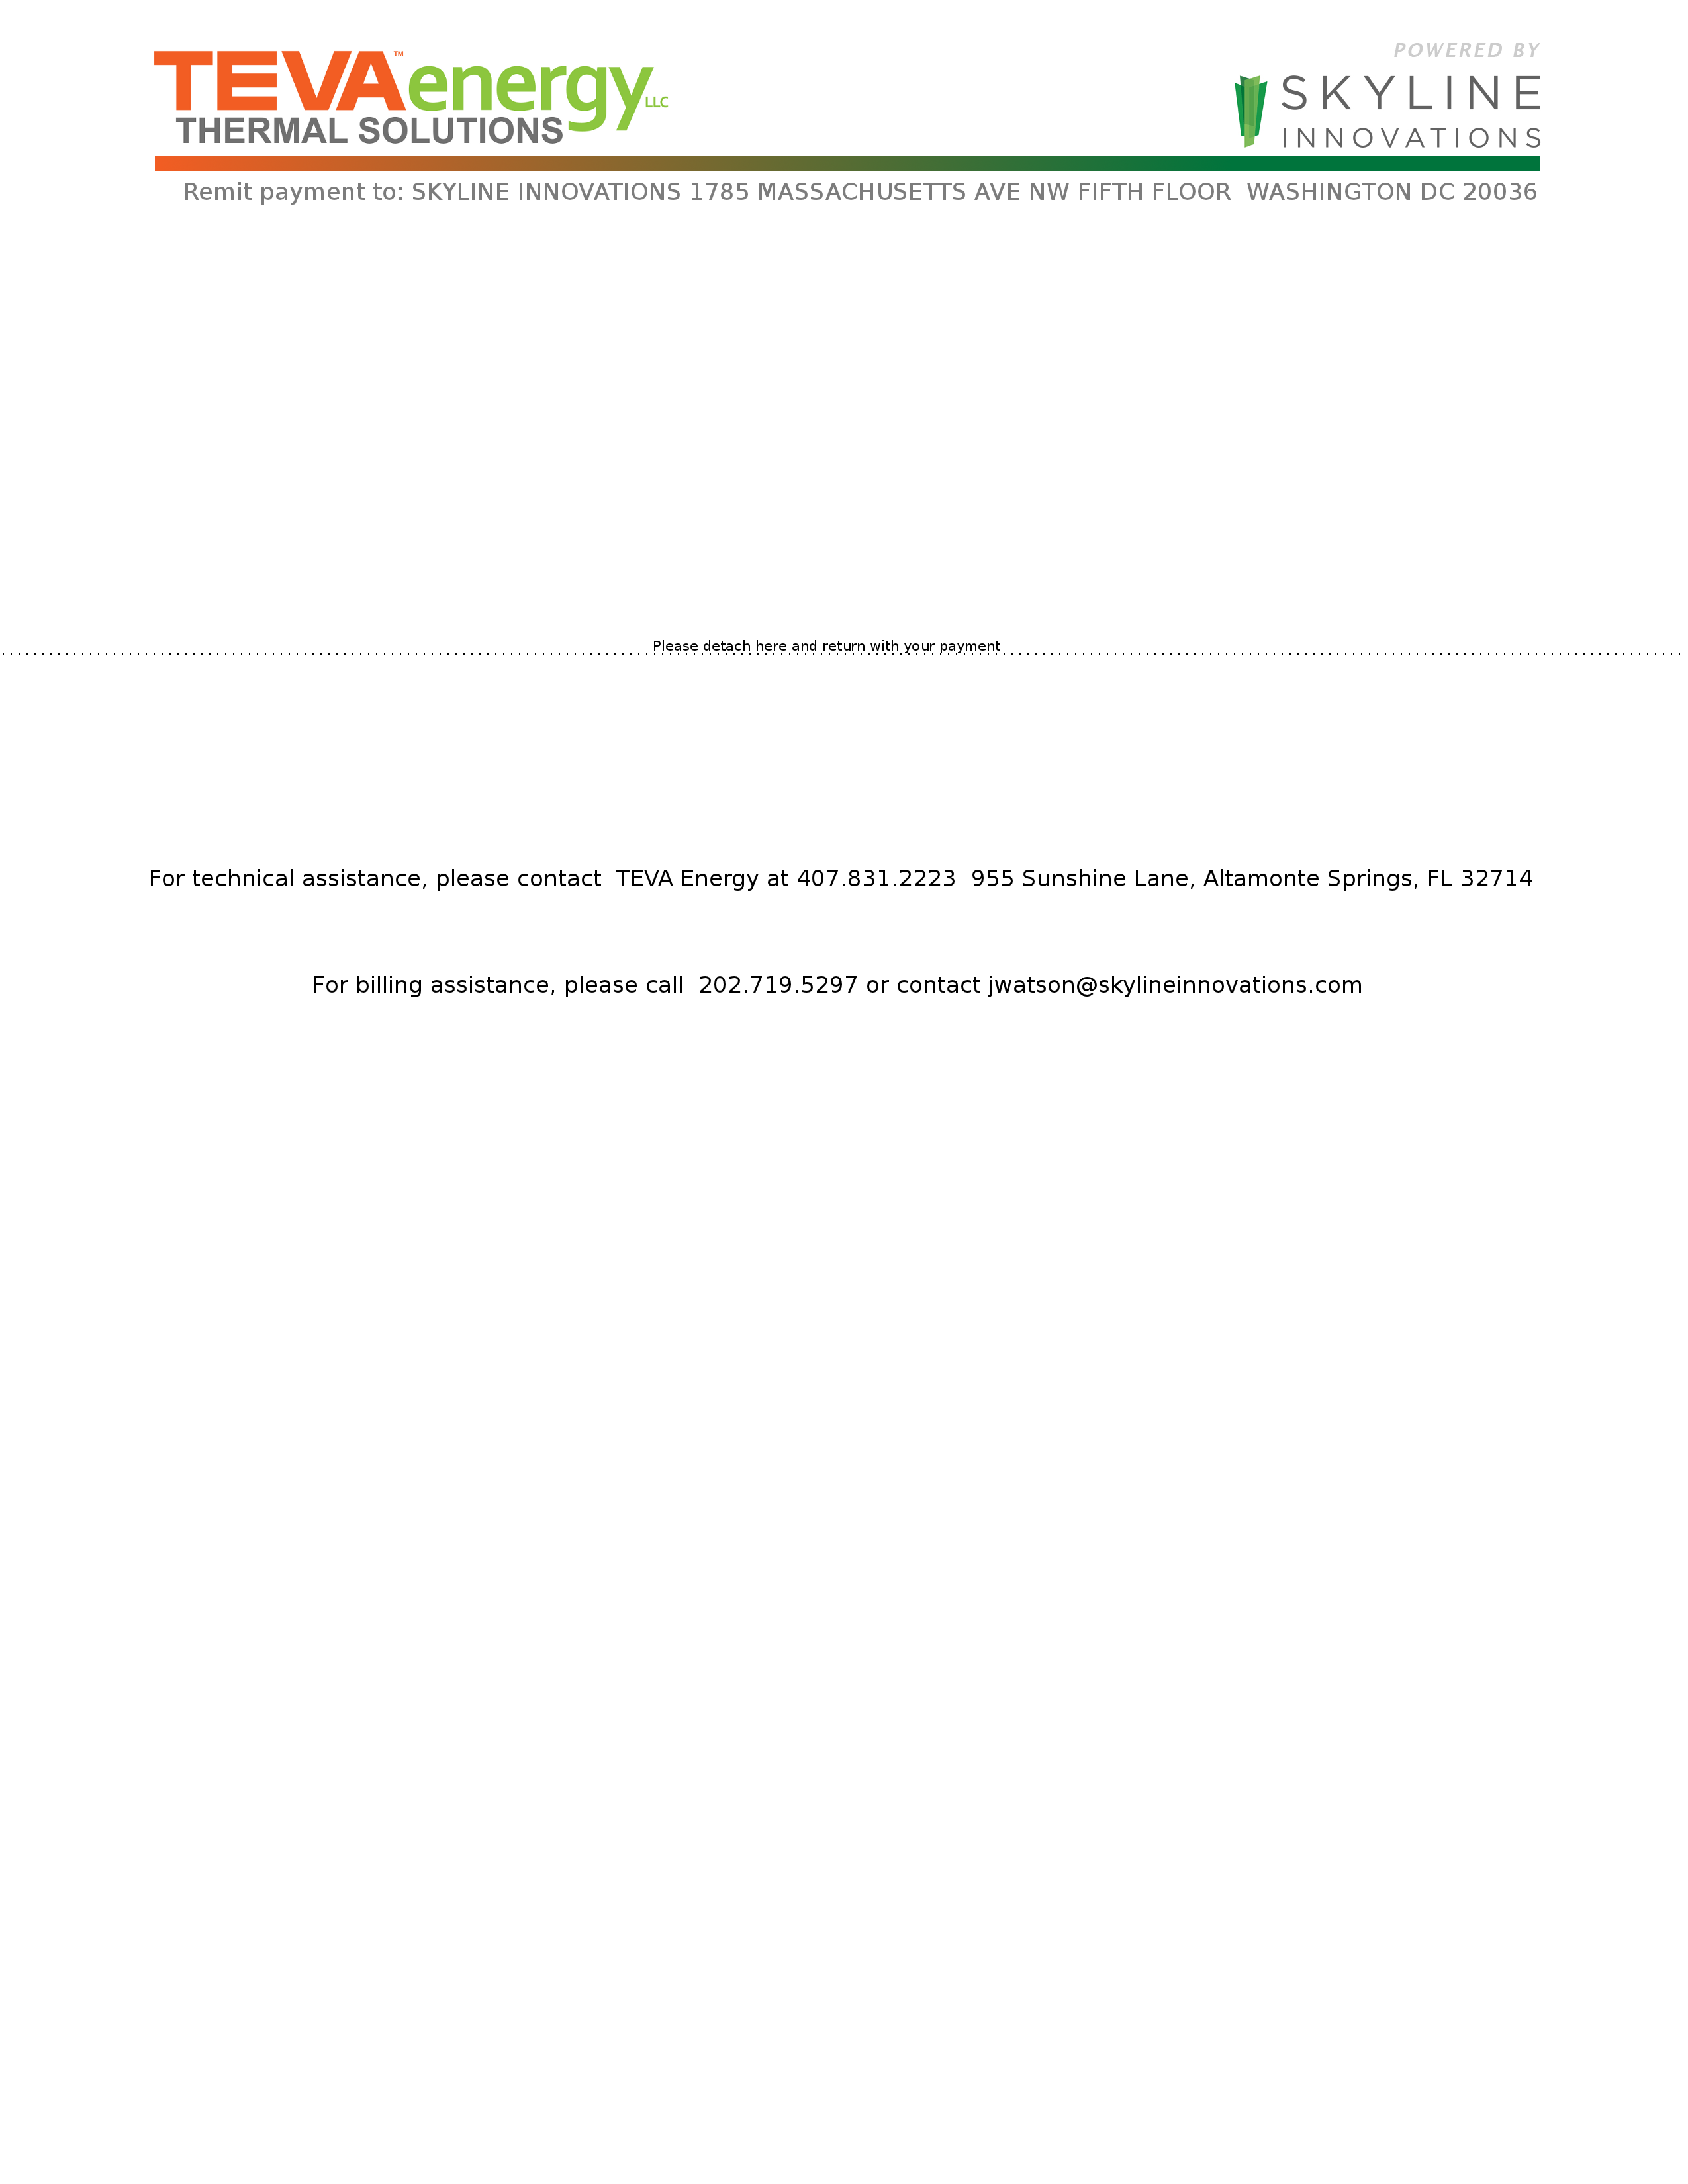 TEVAenergy LLC ™
THERMAL SOLUTIONS
POWERED BY
SKYLINE
INNOVATIONS
Remit payment to: SKYLINE INNOVATIONS 1785 MASSACHUSETTS AVE NW FIFTH FLOOR  WASHINGTON DC 20036
Please detach here and return with your payment
For technical assistance, please contact  TEVA Energy at 407.831.2223  955 Sunshine Lane, Altamonte Springs, FL 32714
For billing assistance, please call  202.719.5297 or contact jwatson@skylineinnovations.com